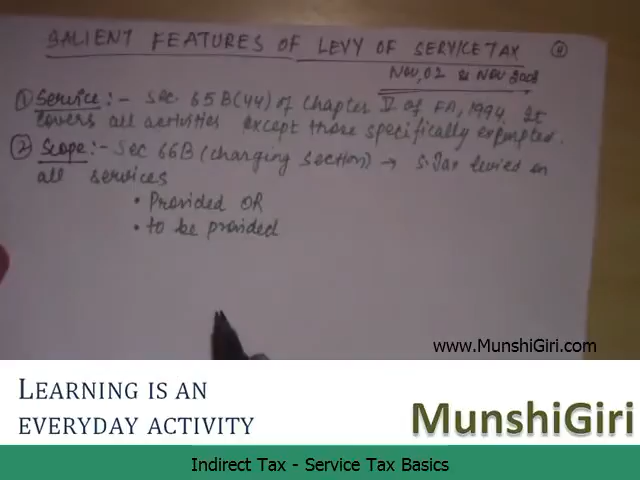 SALIENT FEATURES OF LEVY OF SERVICE TAX
NOV,02 & NOV 2003
① Service:- Sec. 65B(44) of Chapter V of FA, 1994. It
covers all activities except those specifically exempted.
② Scope:- Sec 66B (charging section) → S.Tax levied on
all services
• Provided OR
• to be provided
www.MunshiGiri.com
LEARNING IS AN
EVERYDAY ACTIVITY
MunshiGiri
Indirect Tax - Service Tax Basics